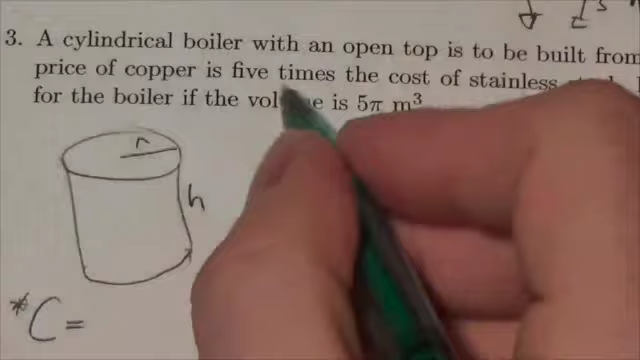 3. A cylindrical boiler with an open top is to be built from
price of copper is five times the cost of stainless
for the boiler if the is 5π m³
r
h
*C =